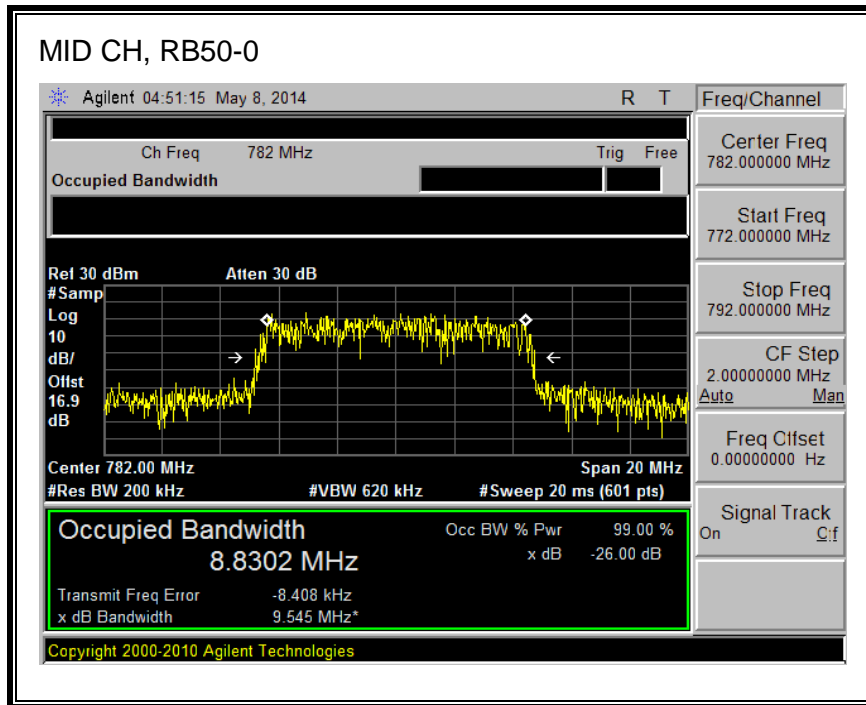 MID CH, RB50-0
Agilent 04:51:15 May 8, 2014 R T
Freq/Channel
Ch Freq 782 MHz Trig Free
Occupied Bandwidth
Center Freq
782.000000 MHz
Start Freq
772.000000 MHz
Stop Freq
792.000000 MHz
CF Step
2.00000000 MHz
Auto Man
Freq Offset
0.00000000 Hz
Signal Track
On Off
Ref 30 dBm Atten 30 dB
#Samp
Log
10
dB/
Offst
16.9
dB
Center 782.00 MHz Span 20 MHz
#Res BW 200 kHz #VBW 620 kHz #Sweep 20 ms (601 pts)
Occupied Bandwidth
8.8302 MHz
Occ BW % Pwr 99.00 %
x dB -26.00 dB
Transmit Freq Error -8.408 kHz
x dB Bandwidth 9.545 MHz*
Copyright 2000-2010 Agilent Technologies